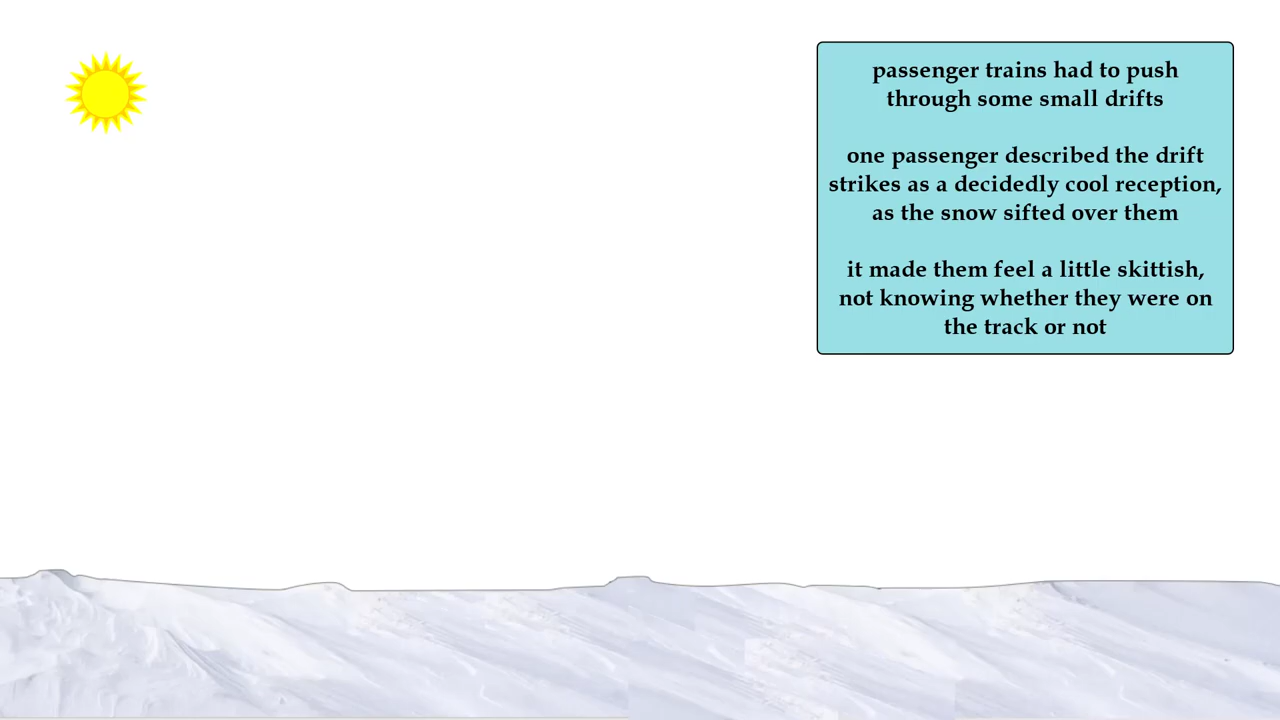 passenger trains had to push
through some small drifts
one passenger described the drift
strikes as a decidedly cool reception,
as the snow sifted over them
it made them feel a little skittish,
not knowing whether they were on
the track or not